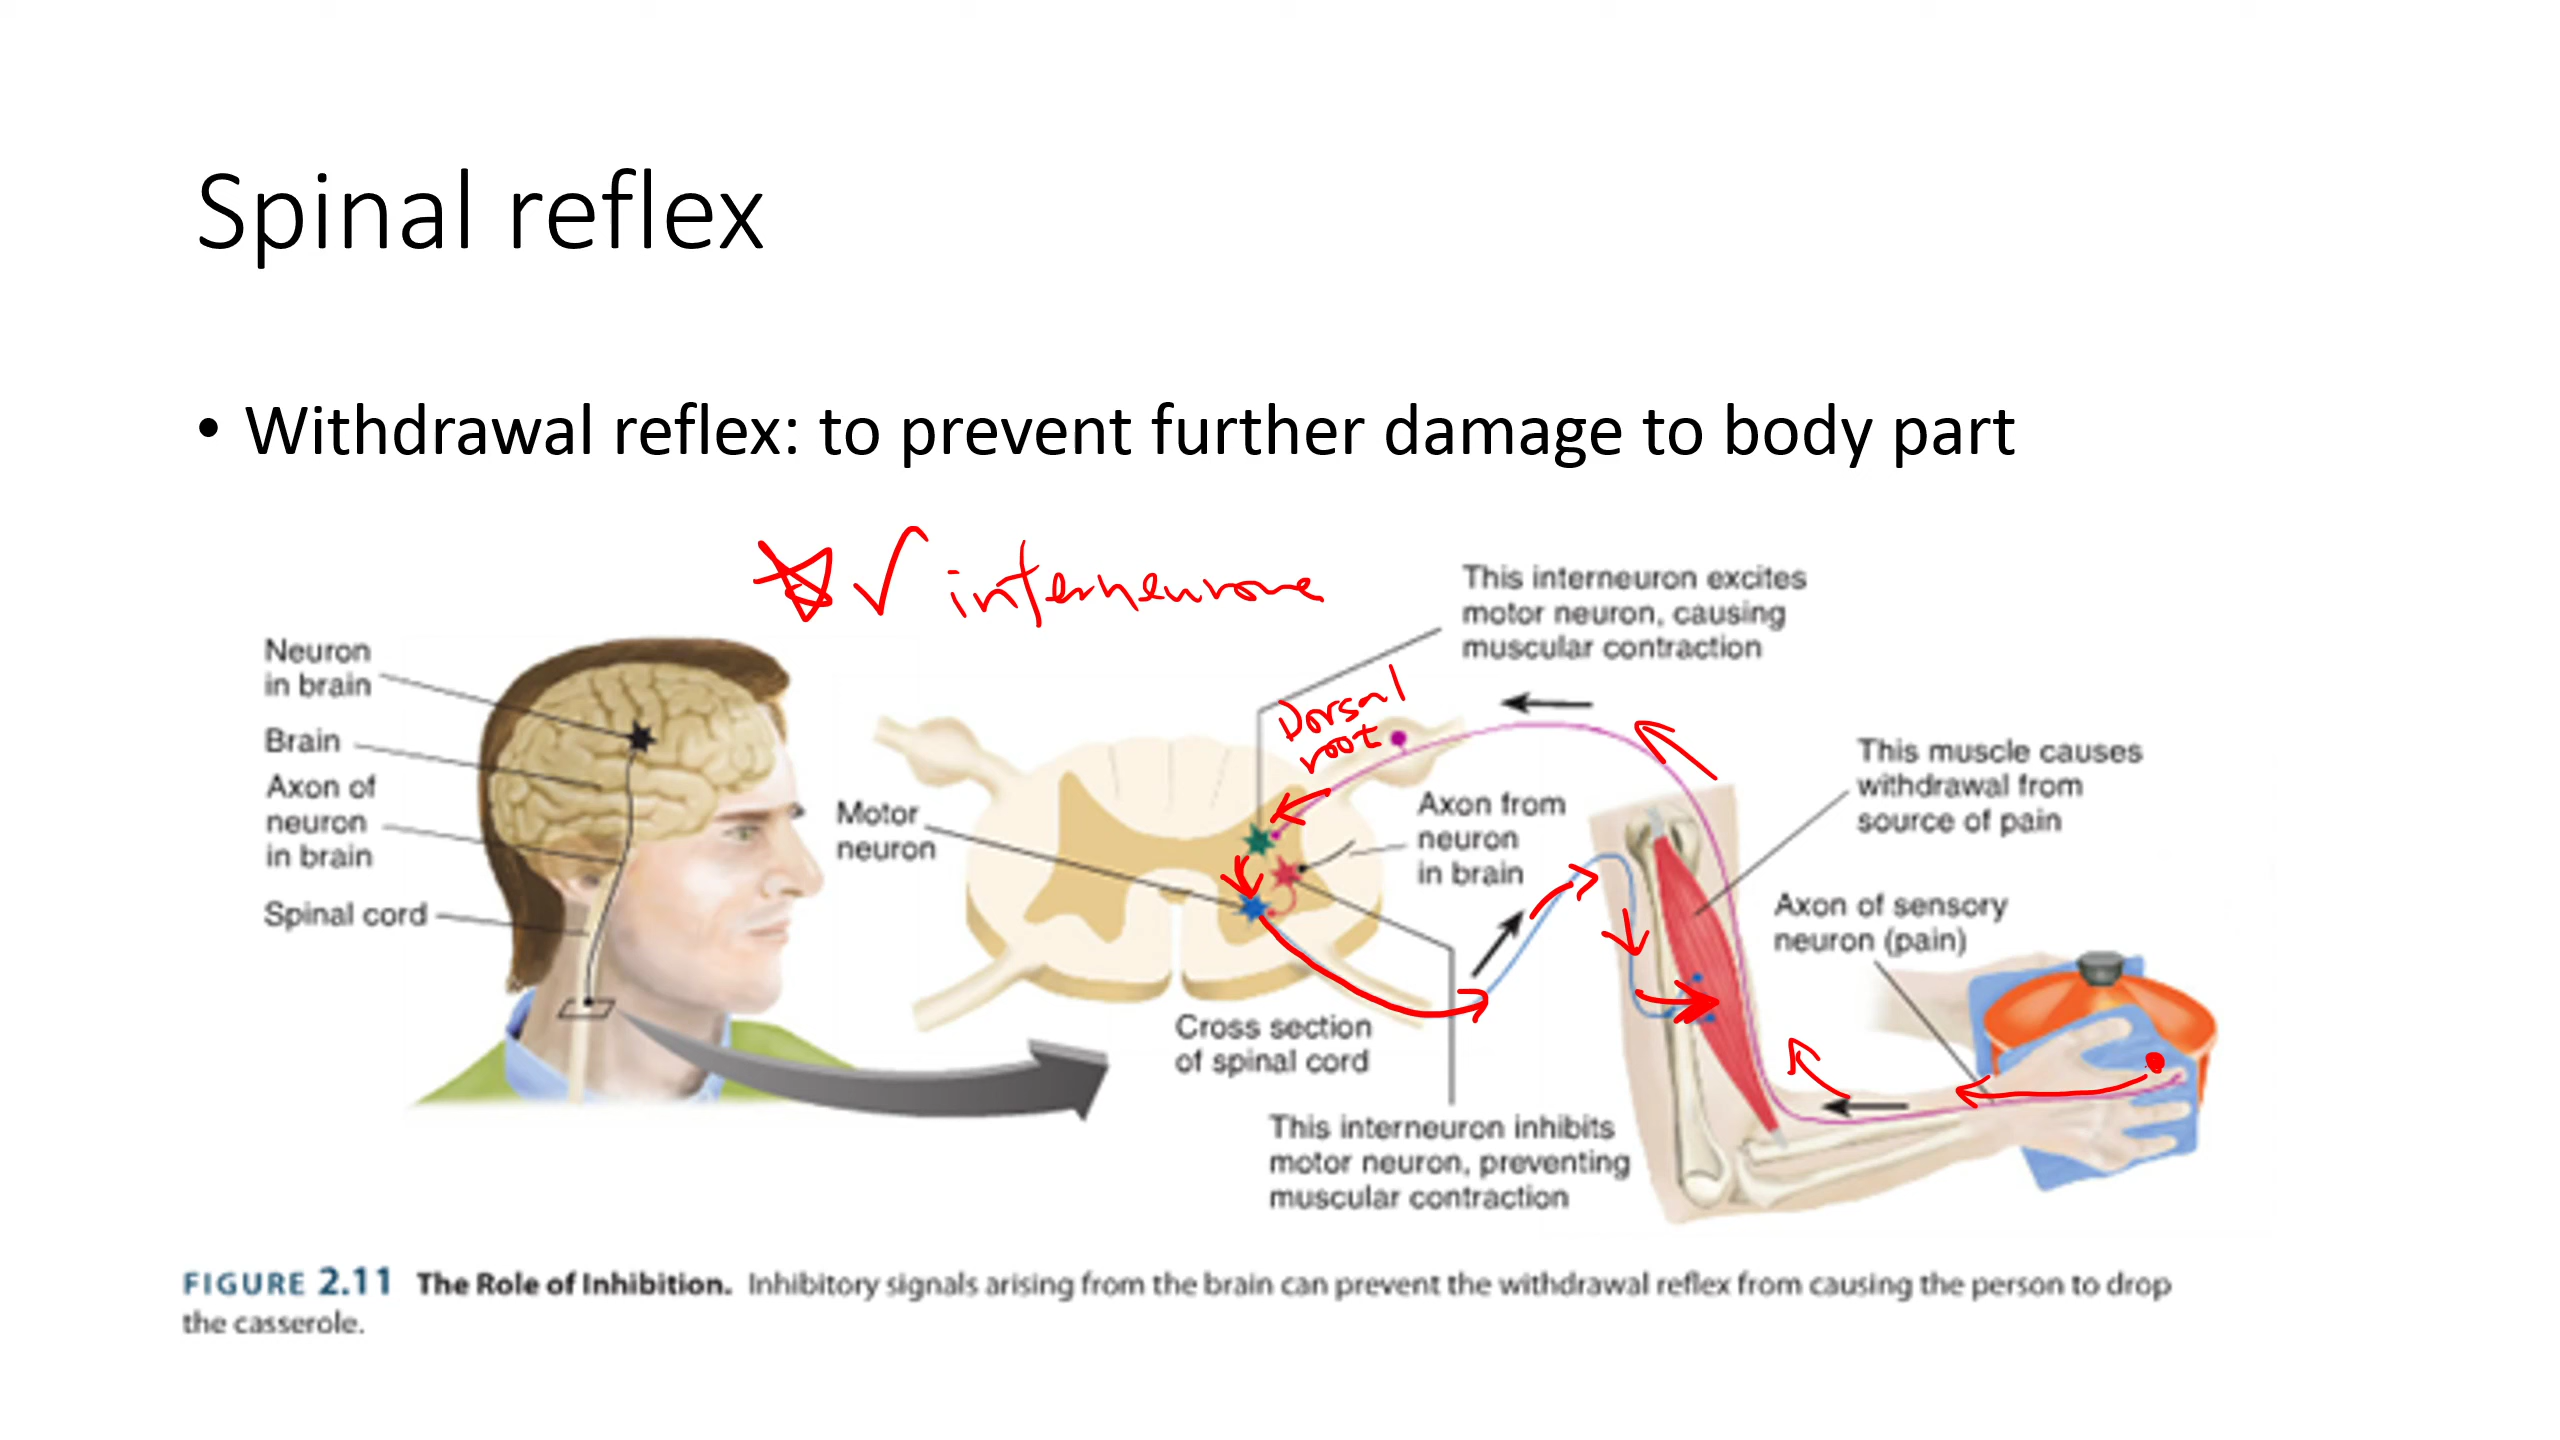 Spinal reflex
• Withdrawal reflex: to prevent further damage to body part
interneurone
This interneuron excites
motor neuron, causing
muscular contraction
Neuron
in brain
Brain
Axon of
neuron
in brain
Spinal cord
Dorsal
root
Motor
neuron
Axon from
neuron
in brain
This muscle causes
withdrawal from
source of pain
Axon of sensory
neuron (pain)
Cross section
of spinal cord
This interneuron inhibits
motor neuron, preventing
muscular contraction
FIGURE 2.11 The Role of Inhibition. Inhibitory signals arising from the brain can prevent the withdrawal reflex from causing the person to drop
the casserole.